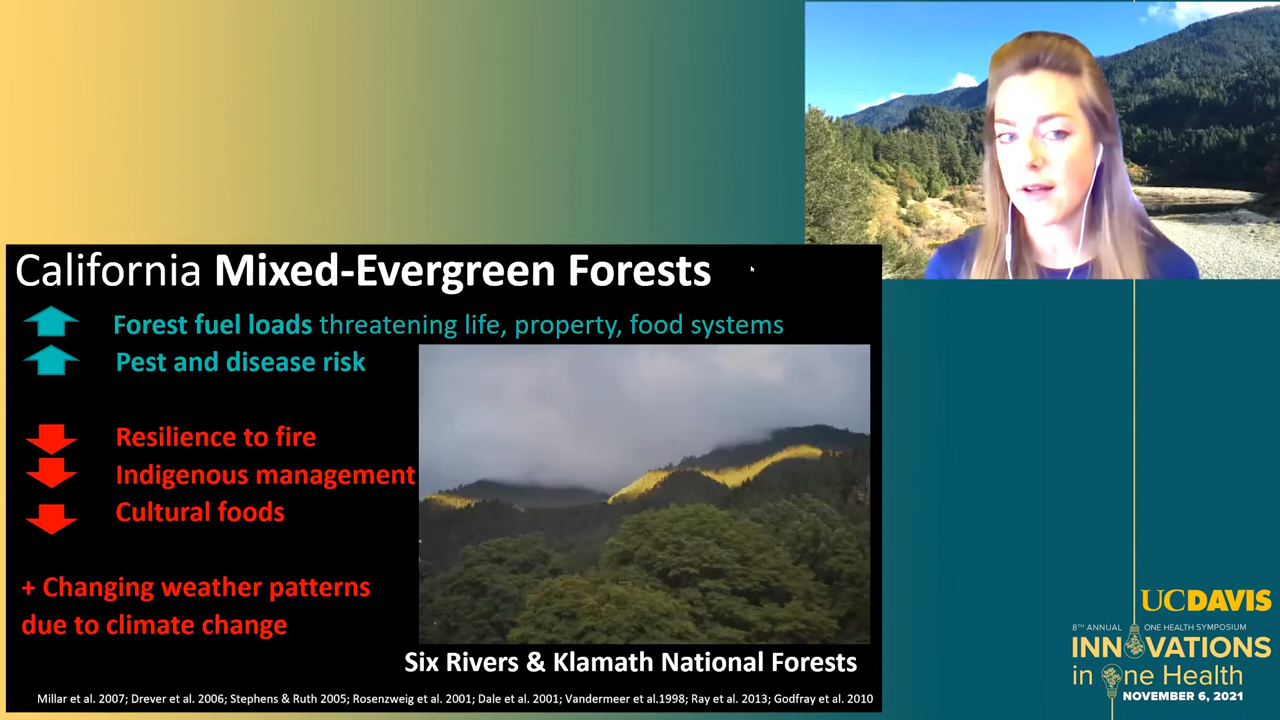 California Mixed-Evergreen Forests
Forest fuel loads threatening life, property, food systems
Pest and disease risk
Resilience to fire
Indigenous management
Cultural foods
+ Changing weather patterns
due to climate change
Six Rivers & Klamath National Forests
Millar et al. 2007; Drever et al. 2006; Stephens & Ruth 2005; Rosenzweig et al. 2001; Dale et al. 2001; Vandermeer et al.1998; Ray et al. 2013; Godfray et al. 2010
UCDAVIS
8TH ANNUAL ONE HEALTH SYMPOSIUM
INNOVATIONS
in One Health
NOVEMBER 6, 2021